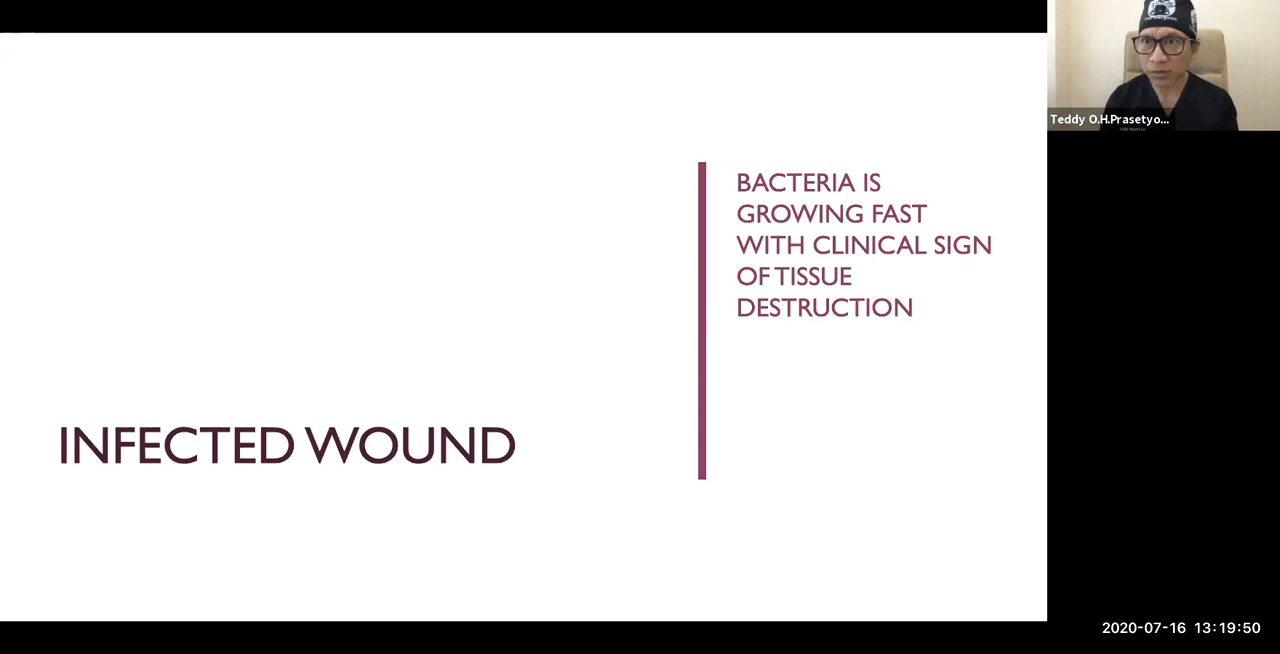 BACTERIA IS
GROWING FAST
WITH CLINICAL SIGN
OF TISSUE
DESTRUCTION
INFECTED WOUND
Teddy O.H.Prasetyo...
2020-07-16 13:19:50